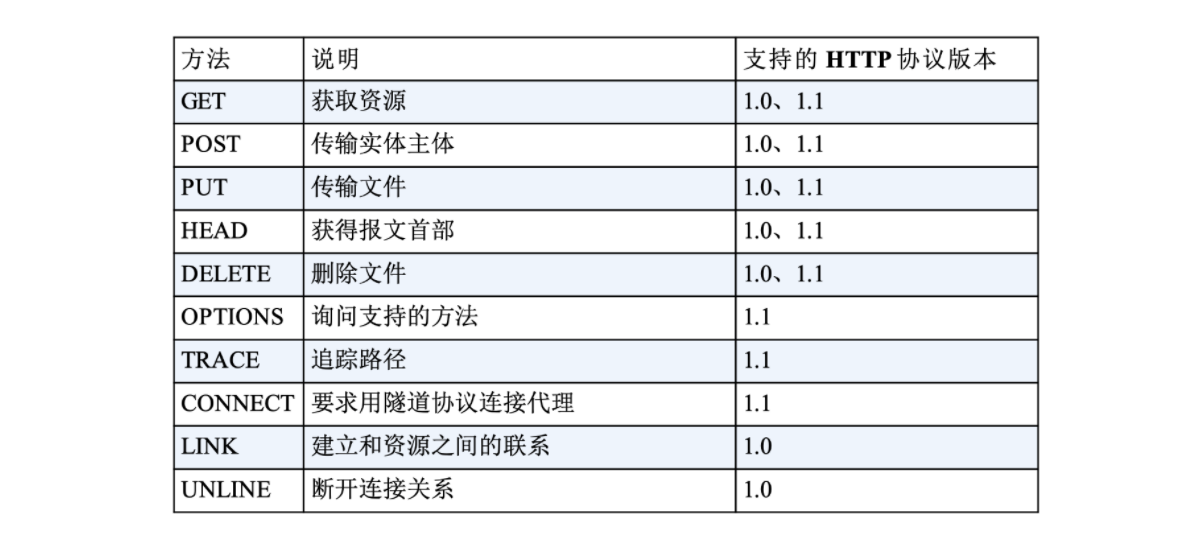 方法 说明 支持的 HTTP 协议版本
GET 获取资源 1.0、1.1
POST 传输实体主体 1.0、1.1
PUT 传输文件 1.0、1.1
HEAD 获得报文首部 1.0、1.1
DELETE 删除文件 1.0、1.1
OPTIONS 询问支持的方法 1.1
TRACE 追踪路径 1.1
CONNECT 要求用隧道协议连接代理 1.1
LINK 建立和资源之间的联系 1.0
UNLINE 断开连接关系 1.0